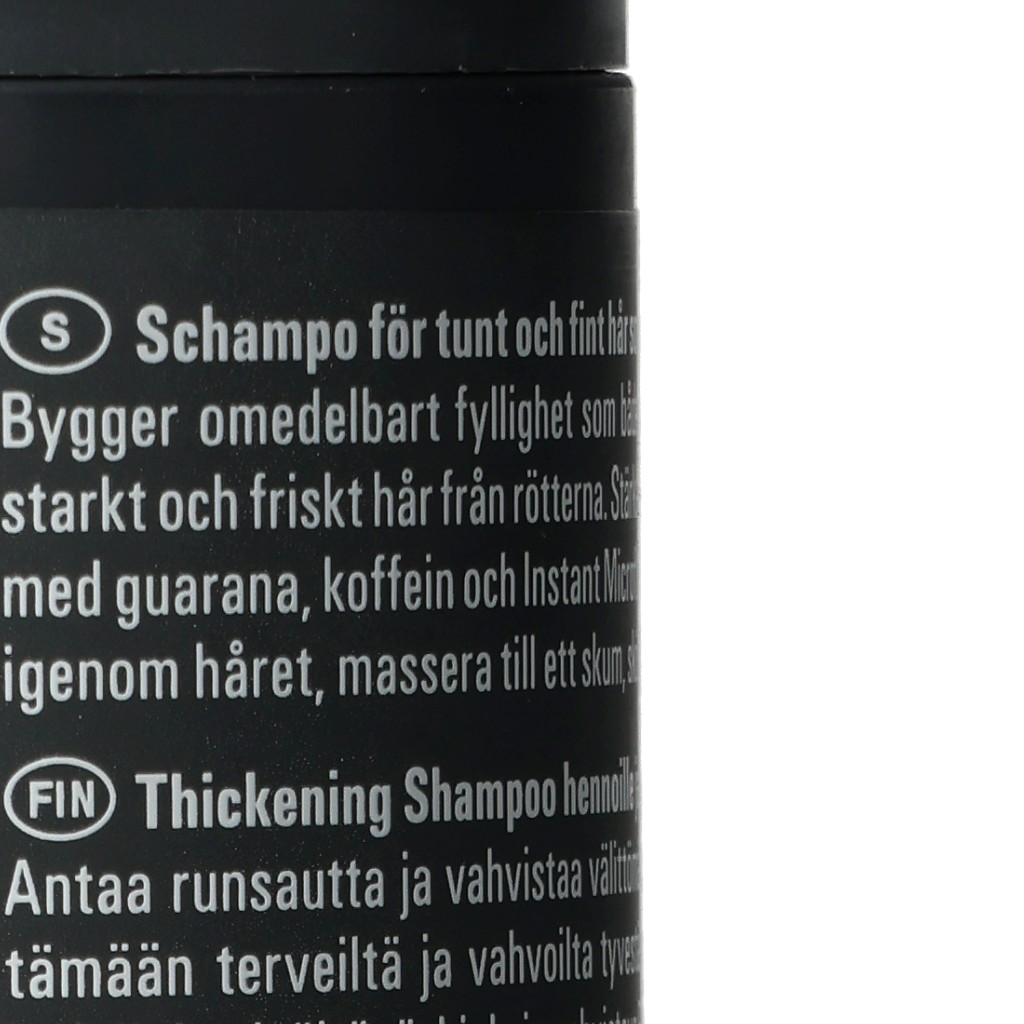 S Schampo för tunt och fint hår
Bygger omedelbart fyllighet som
starkt och friskt hår från rötterna.
med guarana, koffein och Instant
igenom håret, massera till ett skum,
FIN Thickening Shampoo hennoille
Antaa runsautta ja vahvistaa
tämään terveiltä ja vahvoilta